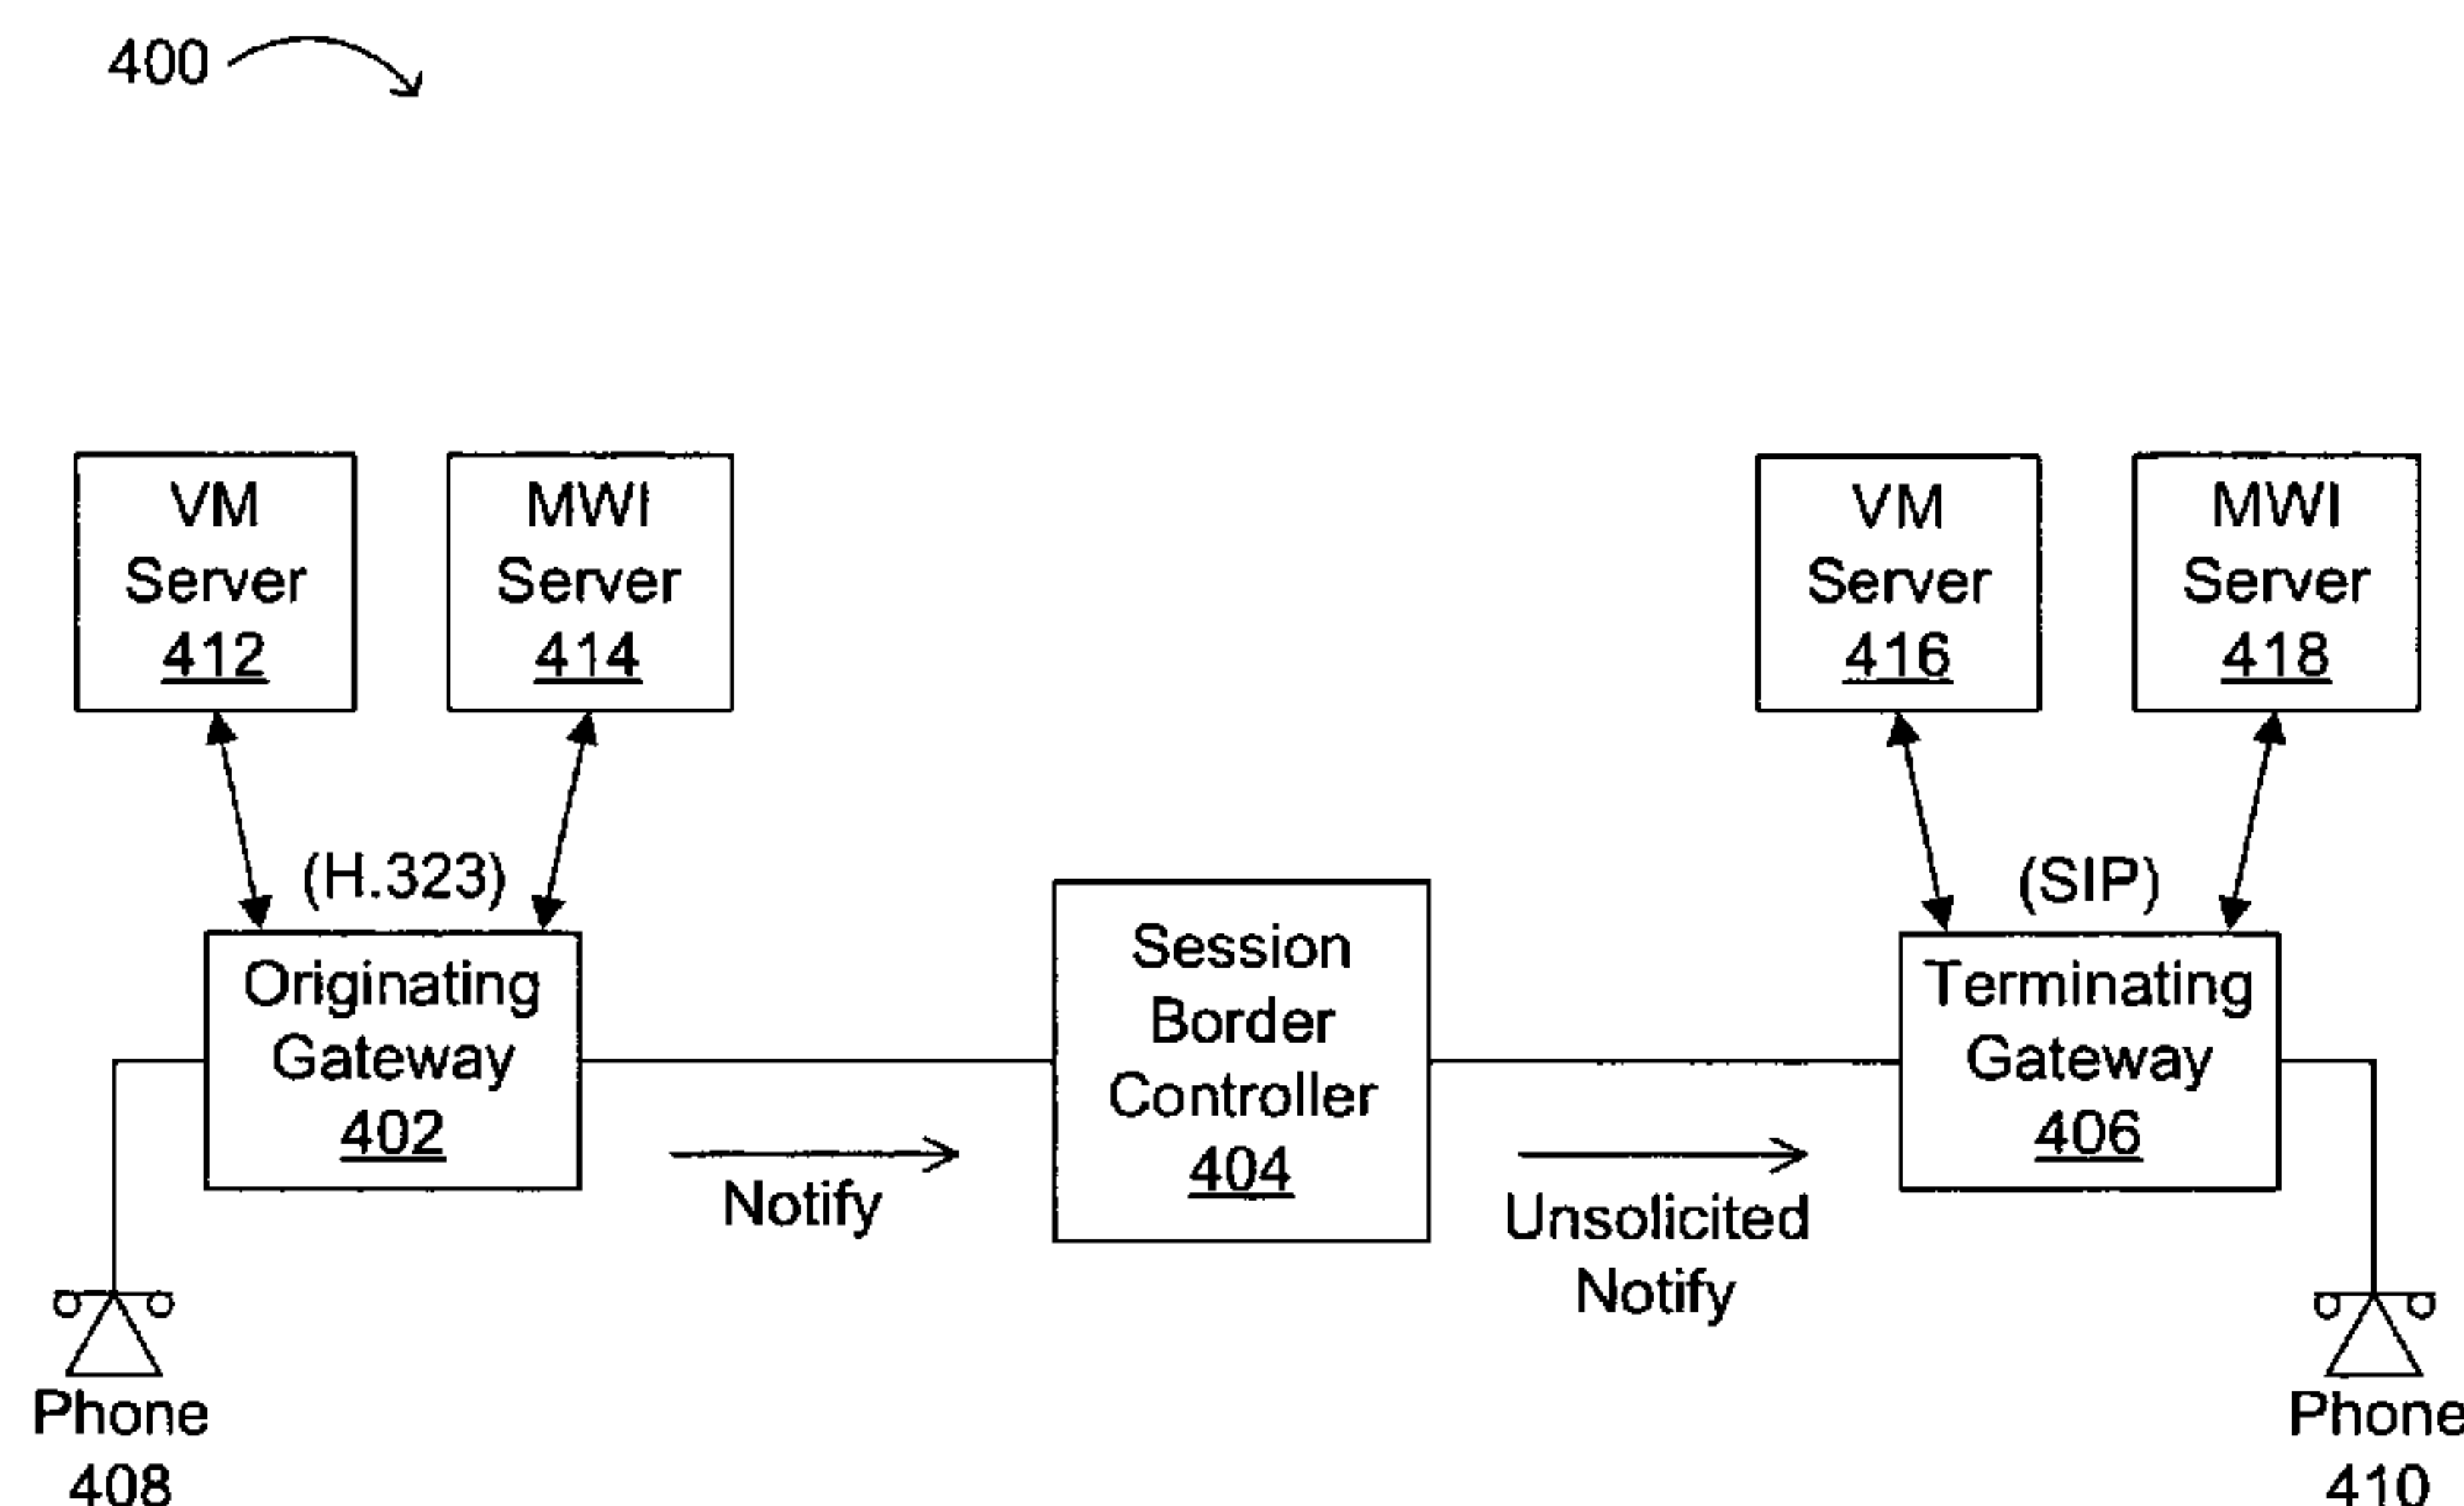 400
VM
Server
412
MWI
Server
414
VM
Server
416
MWI
Server
418
(H.323)
(SIP)
Originating
Gateway
402
Session
Border
Controller
404
Terminating
Gateway
406
Notify
Unsolicited
Notify
Phone
408
Phone
410